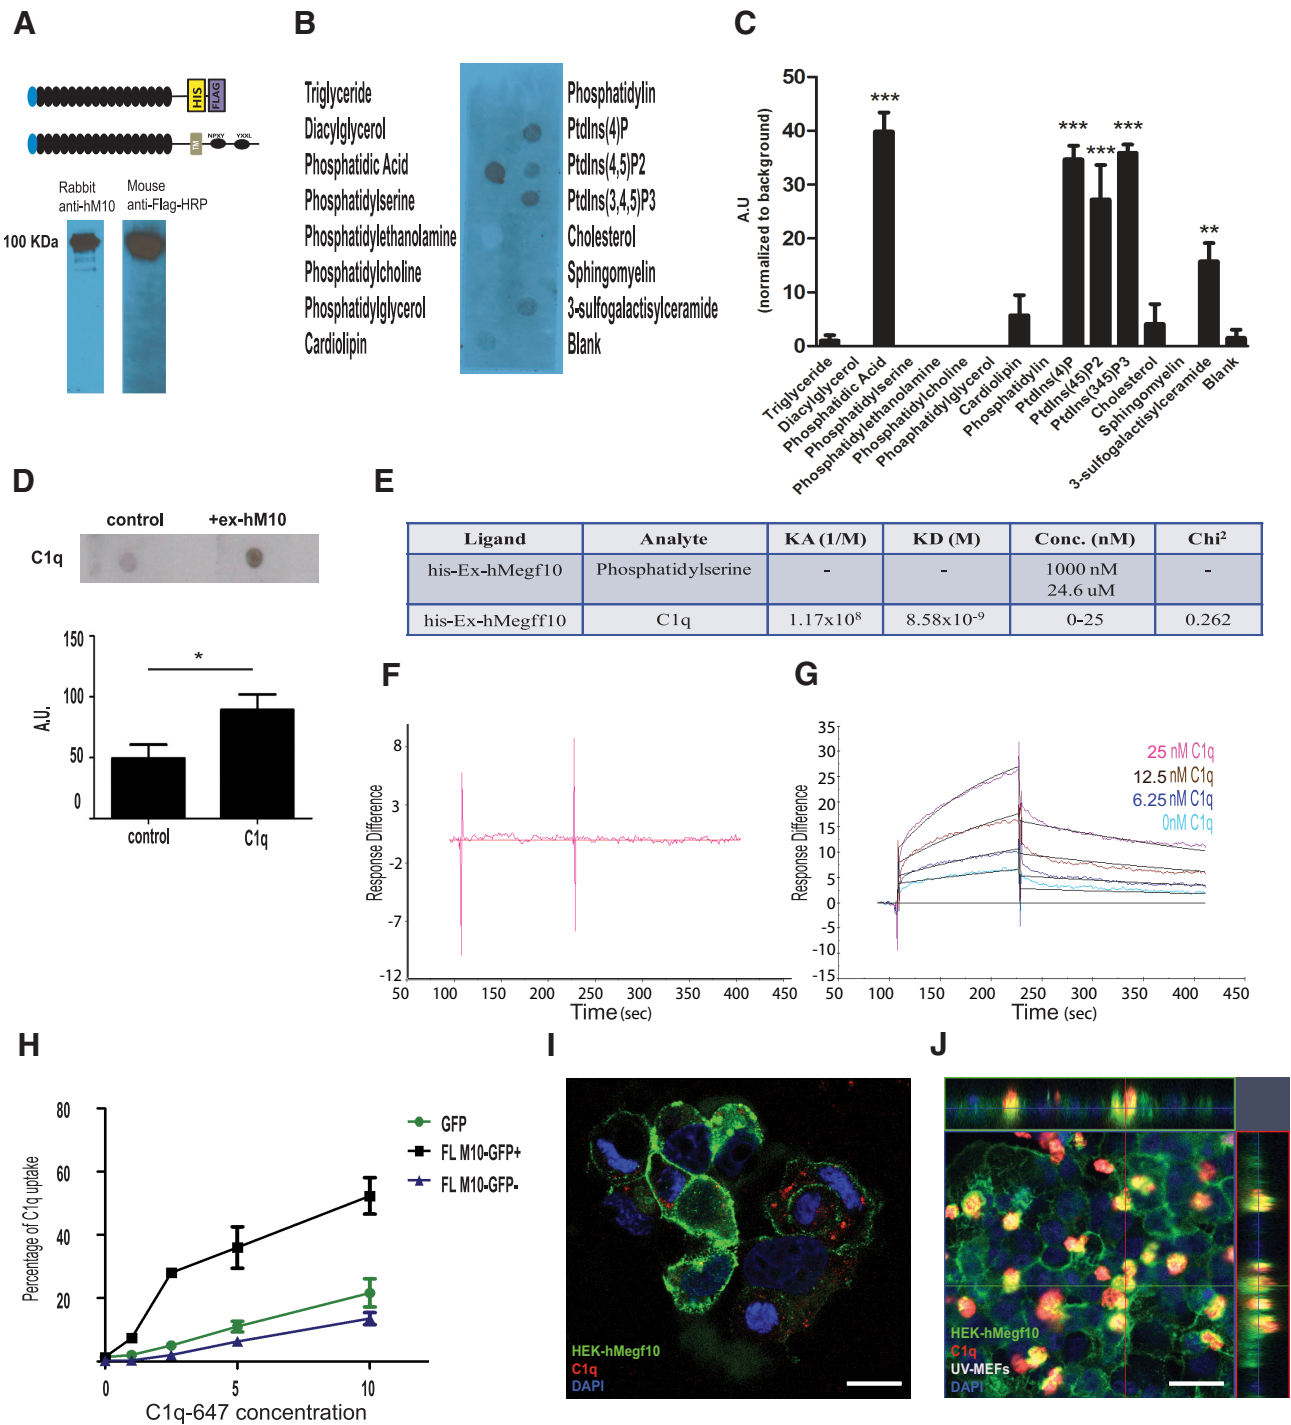 A
HIS
FLAG
TM
NPXY
YXXL
Rabbit
anti-hM10
Mouse
anti-Flag-HRP
100 KDa
B
Triglyceride
Diacylglycerol
Phosphatidic Acid
Phosphatidylserine
Phosphatidylethanolamine
Phosphatidylcholine
Phosphatidylglycerol
Cardiolipin
Phosphatidylin
PtdIns(4)P
PtdIns(4,5)P2
PtdIns(3,4,5)P3
Cholesterol
Sphingomyelin
3-sulfogalactisylceramide
Blank
C
A.U
(normalized to background)
50
40
30
20
10
0
***
***
***
***
**
Triglyceride
Diacylglycerol
Phosphatidic Acid
Phosphatidylserine
Phosphatidylethanolamine
Phosphatidylcholine
Phoaphatidylglycerol
Cardiolipin
Phosphatidylin
PtdIns(4)P
PtdIns(45)P2
PtdIns(345)P3
Cholesterol
Sphingomyelin
3-sulfogalactisylceramide
Blank
D
control
+ex-hM10
C1q
A.U.
150
100
50
0
*
control
C1q
E
Ligand Analyte KA (1/M) KD (M) Conc. (nM) Chi²
his-Ex-hMegf10 Phosphatidylserine - - 1000 nM -
24.6 uM
his-Ex-hMegff10 C1q 1.17x10⁸ 8.58x10⁻⁹ 0-25 0.262
F
Response Difference
8
3
-2
-7
-12
50 100 150 200 250 300 350 400 450
Time (sec)
G
Response Difference
35
30
25
20
15
10
5
0
-5
-10
-15
25 nM C1q
12.5 nM C1q
6.25 nM C1q
0nM C1q
50 100 150 200 250 300 350 400 450
Time (sec)
H
Percentage of C1q uptake
80
60
40
20
GFP
FL M10-GFP+
FL M10-GFP-
0 5 10
C1q-647 concentration
I
HEK-hMegf10
C1q
DAPI
J
HEK-hMegf10
C1q
UV-MEFs
DAPI